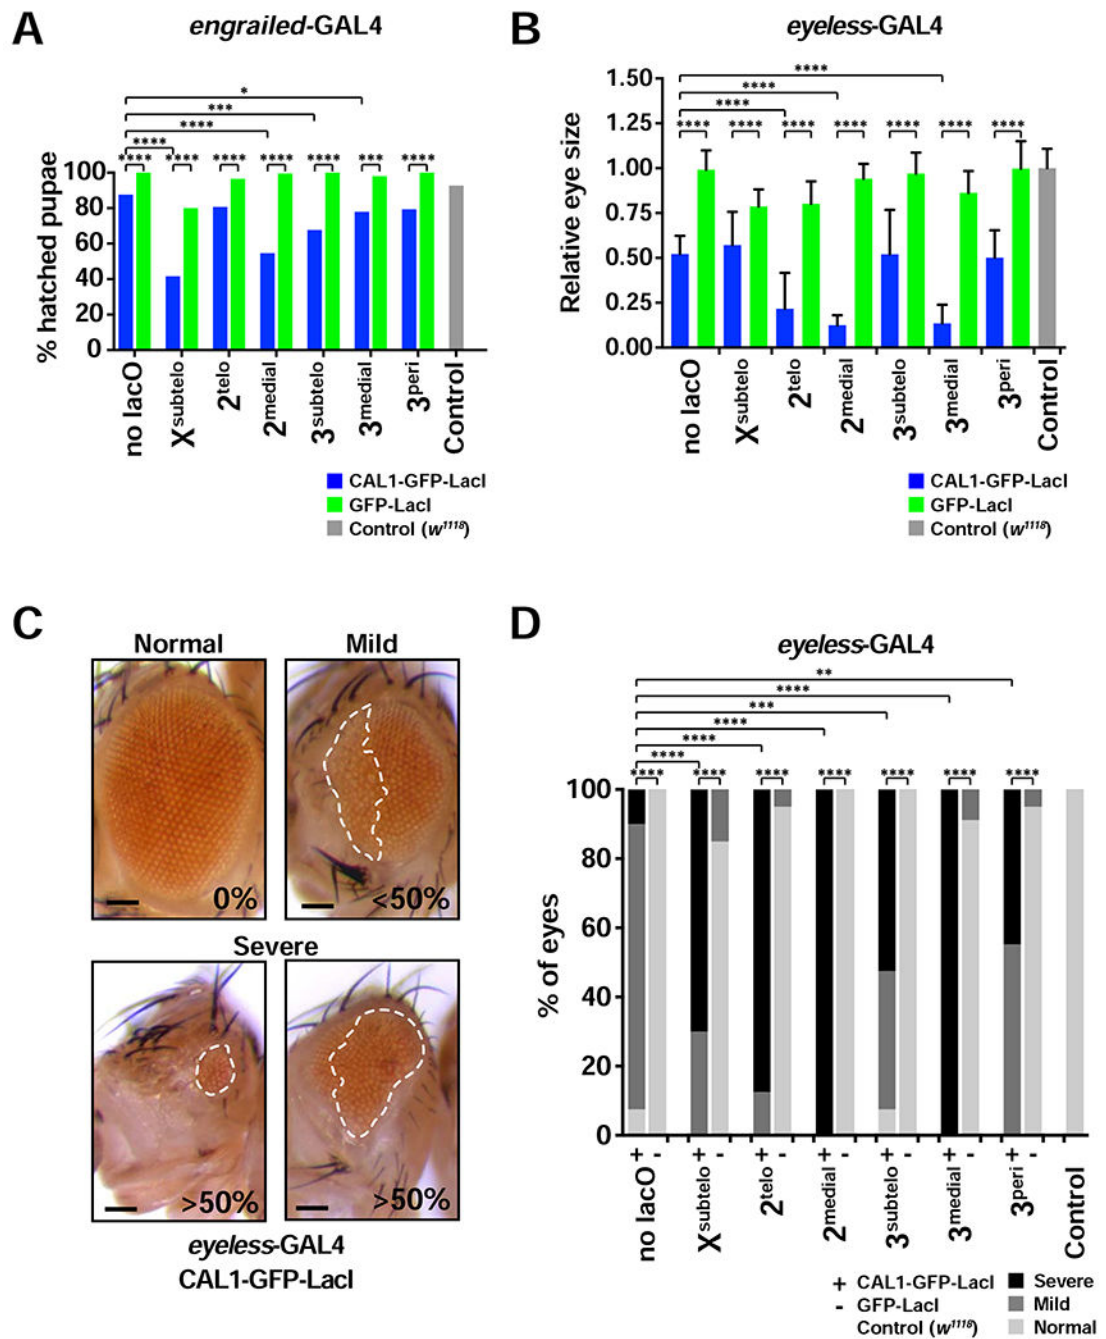 A
engrailed-GAL4
*
***
****
****
**** **** **** **** **** *** ****
% hatched pupae
100
80
60
40
20
0
no lacO
Xsubtelo
2telo
2medial
3subtelo
3medial
3peri
Control
CAL1-GFP-LacI
GFP-LacI
Control (w1118)
B
eyeless-GAL4
****
****
****
**** **** **** **** **** **** ****
Relative eye size
1.50
1.25
1.00
0.75
0.50
0.25
0.00
no lacO
Xsubtelo
2telo
2medial
3subtelo
3medial
3peri
Control
CAL1-GFP-LacI
GFP-LacI
Control (w1118)
C
Normal
Mild
0%
<50%
Severe
>50%
>50%
eyeless-GAL4
CAL1-GFP-LacI
D
eyeless-GAL4
**
****
***
****
****
****
**** **** **** **** **** **** ****
% of eyes
100
80
60
40
20
0
+ - + - + - + - + - + - + -
no lacO
Xsubtelo
2telo
2medial
3subtelo
3medial
3peri
Control
+ CAL1-GFP-LacI
- GFP-LacI
Control (w1118)
Severe
Mild
Normal